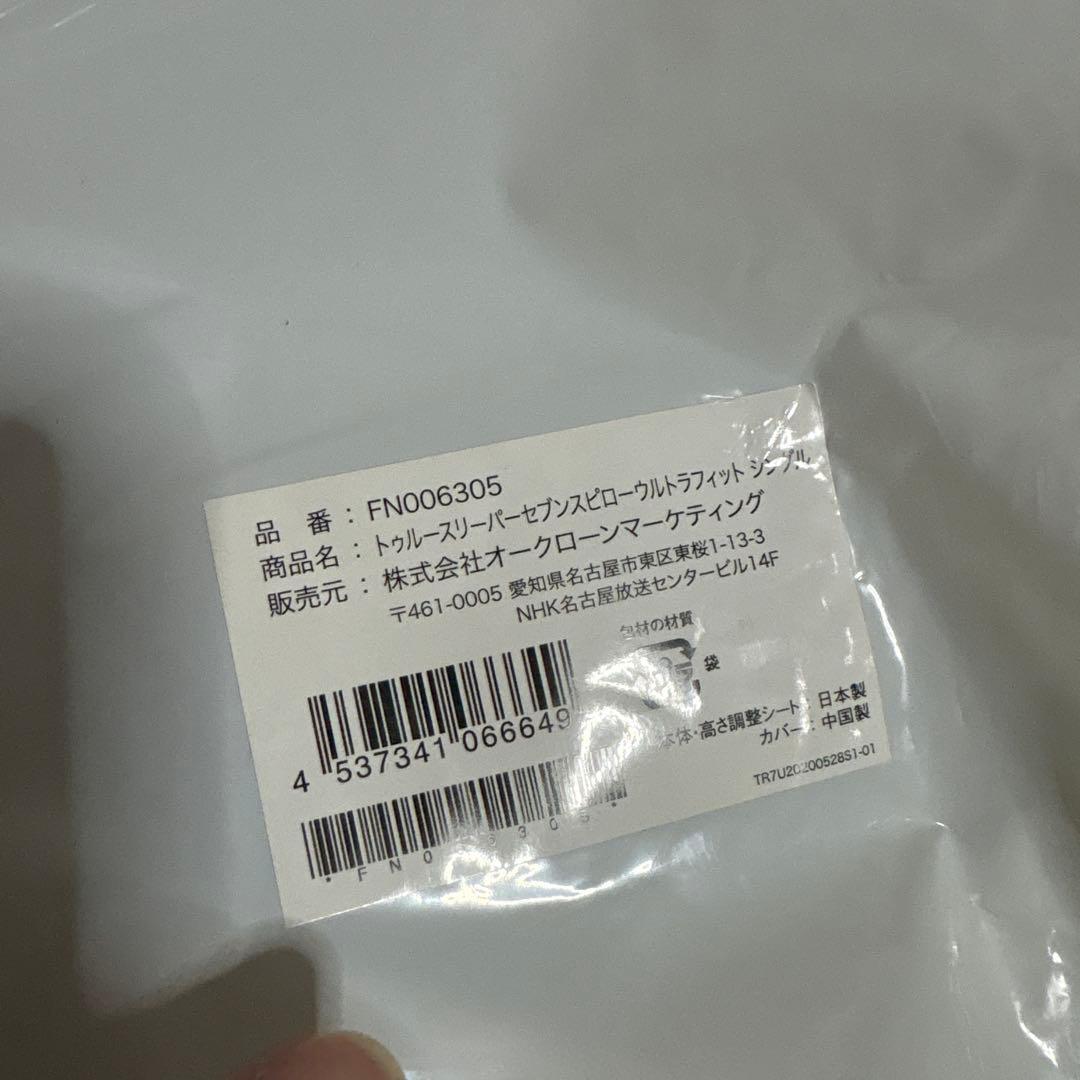 品 番 : FN006305
商品名 : トゥルースリーパーセブンスピローウルトラフィット シングル
販売元 : 株式会社オークローンマーケティング
〒461-0005 愛知県名古屋市東区東桜1-13-3
NHK名古屋放送センタービル14F
包材の材質
袋
本体・高さ調整シート : 日本製
カバー : 中国製
TR7U20200528S1-01
4 537341 066649